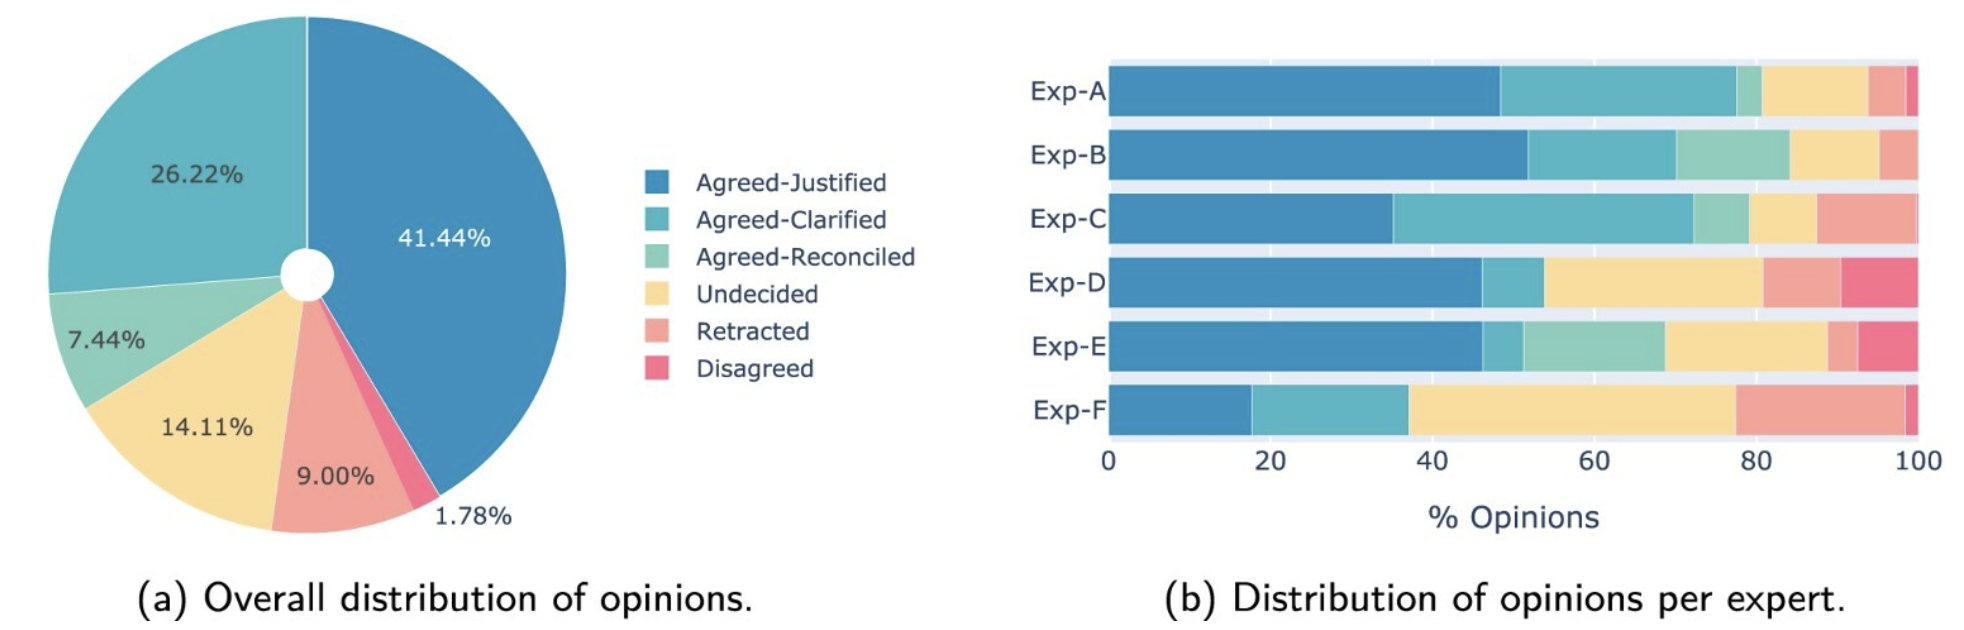 26.22%
41.44%
7.44%
14.11%
9.00%
1.78%
Agreed-Justified
Agreed-Clarified
Agreed-Reconciled
Undecided
Retracted
Disagreed
(a) Overall distribution of opinions.
Exp-A
Exp-B
Exp-C
Exp-D
Exp-E
Exp-F
0 20 40 60 80 100
% Opinions
(b) Distribution of opinions per expert.